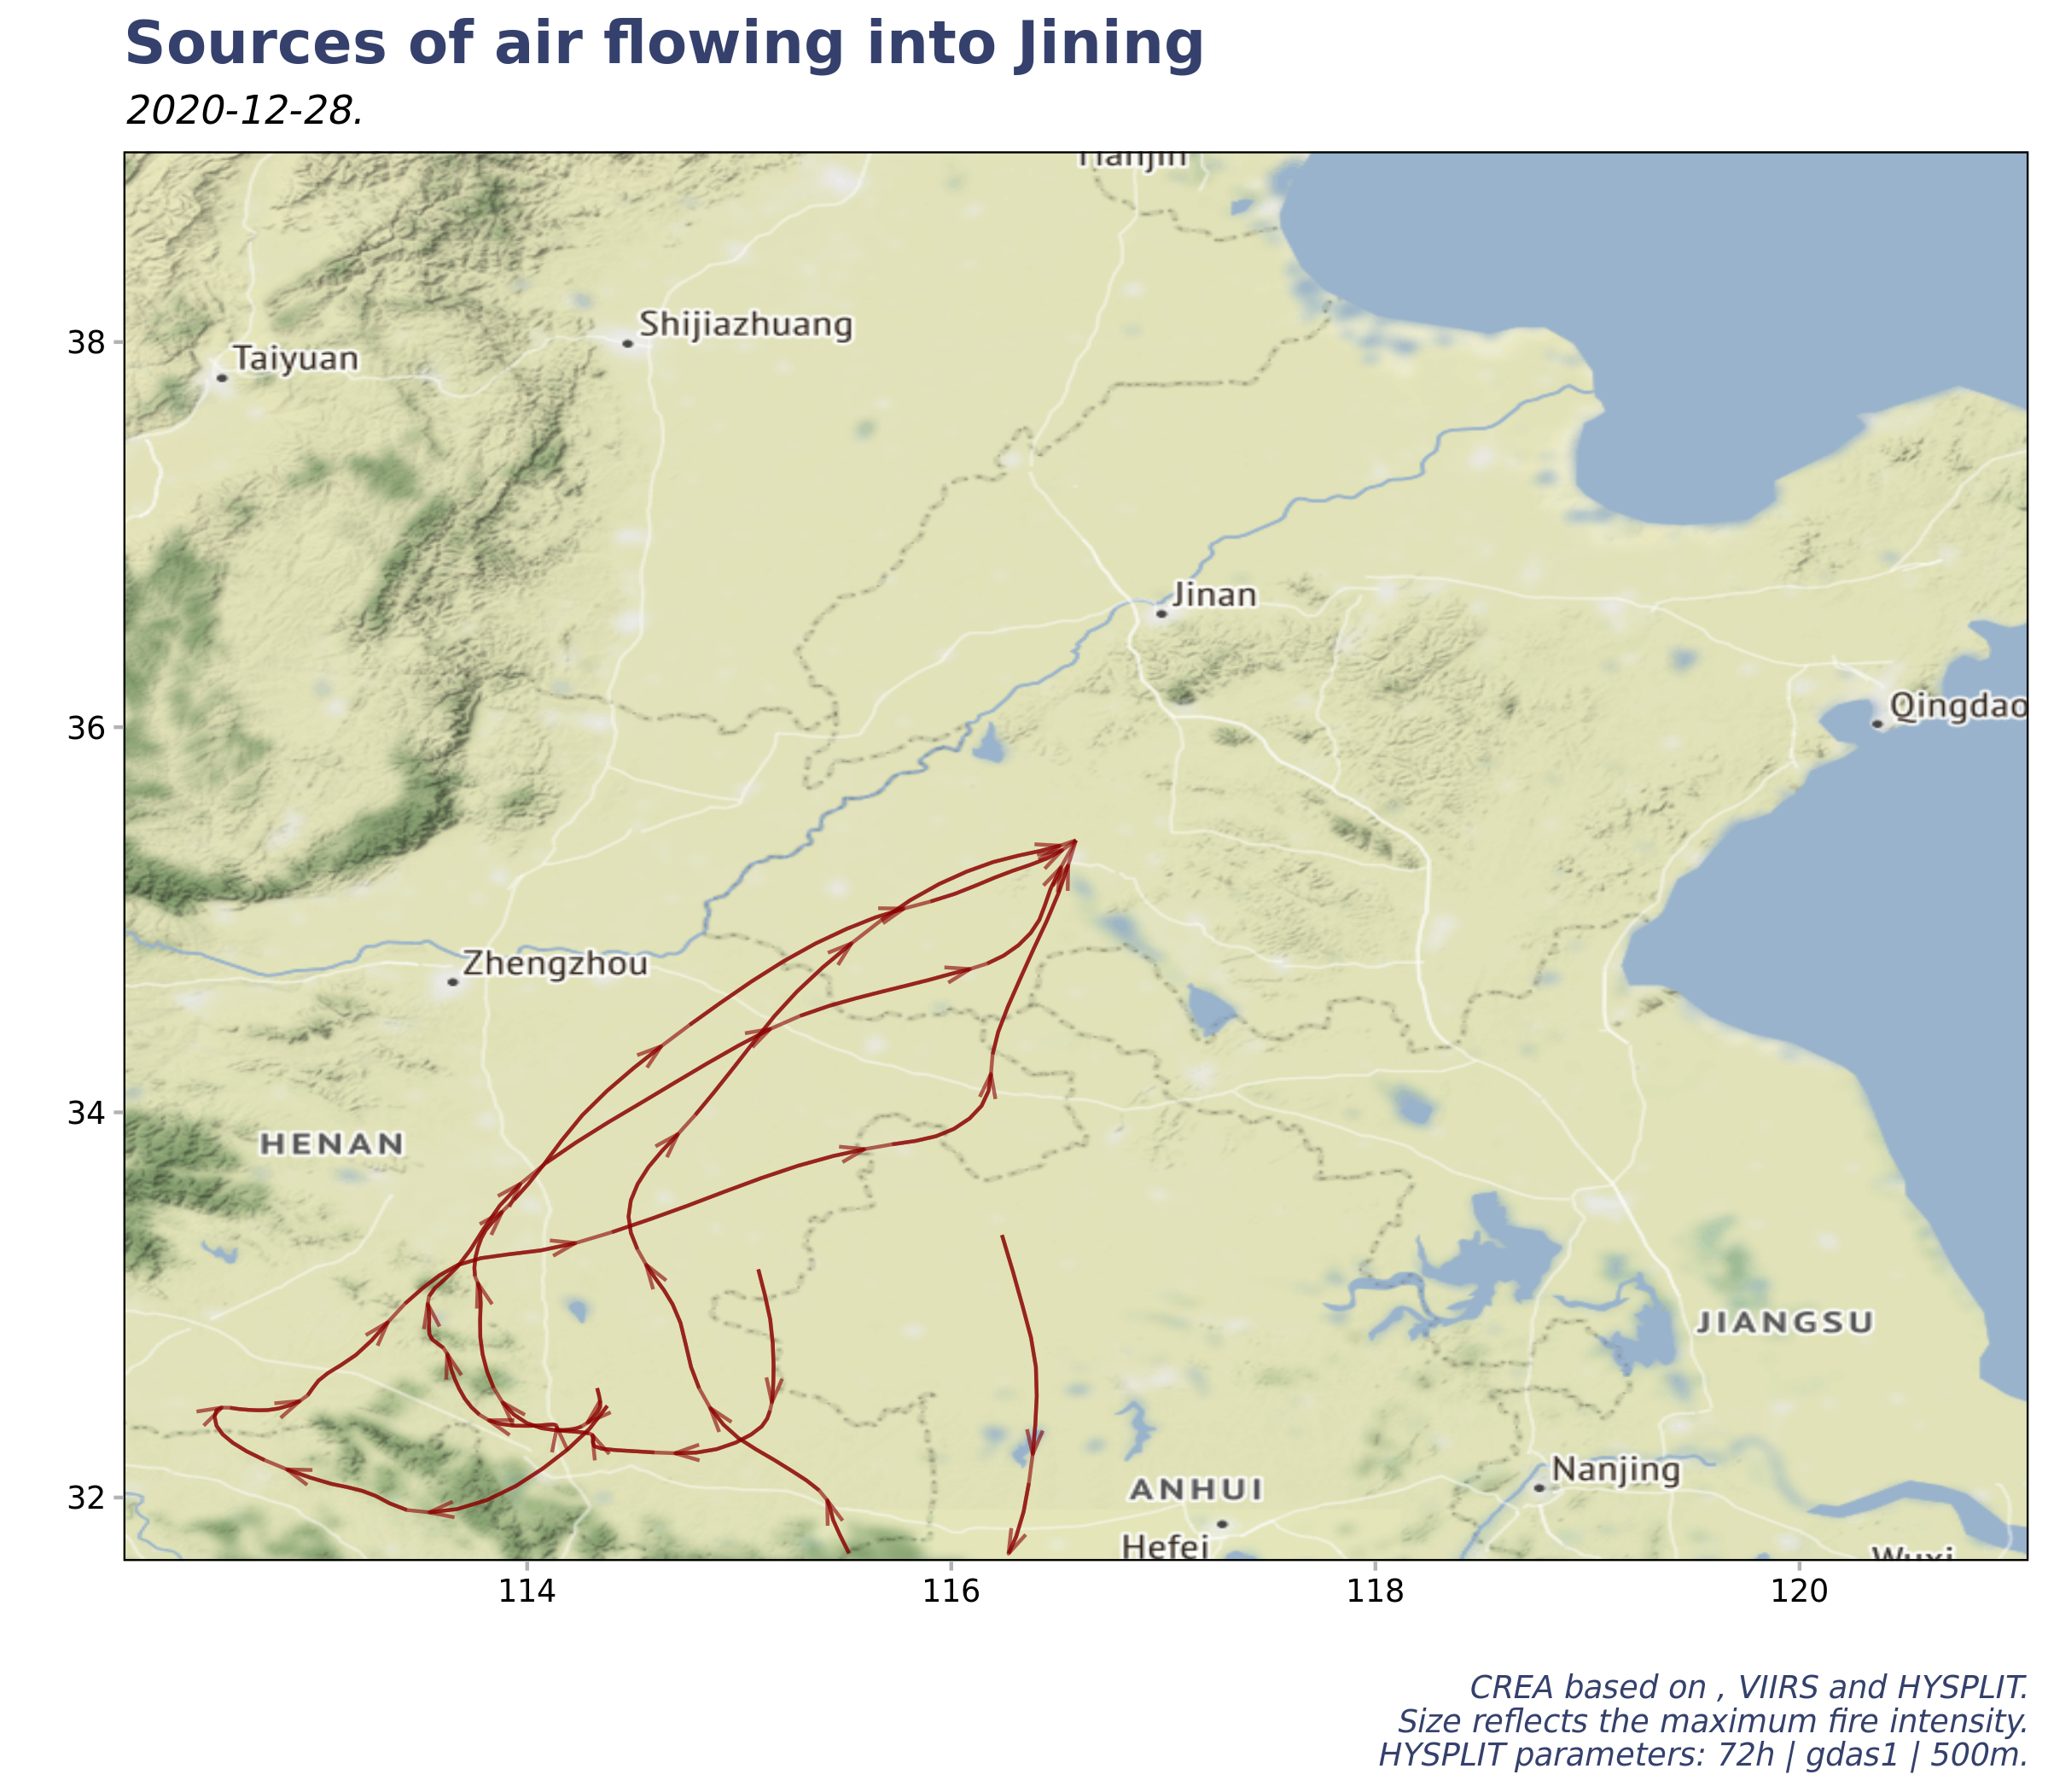 Sources of air flowing into Jining
2020-12-28.
Tianjin
38
Shijiazhuang
Taiyuan
Jinan
36
Qingdao
Zhengzhou
34
HENAN
JIANGSU
32
Nanjing
ANHUI
Hefei
Wuxi
114 116 118 120
CREA based on , VIIRS and HYSPLIT.
Size reflects the maximum fire intensity.
HYSPLIT parameters: 72h | gdas1 | 500m.